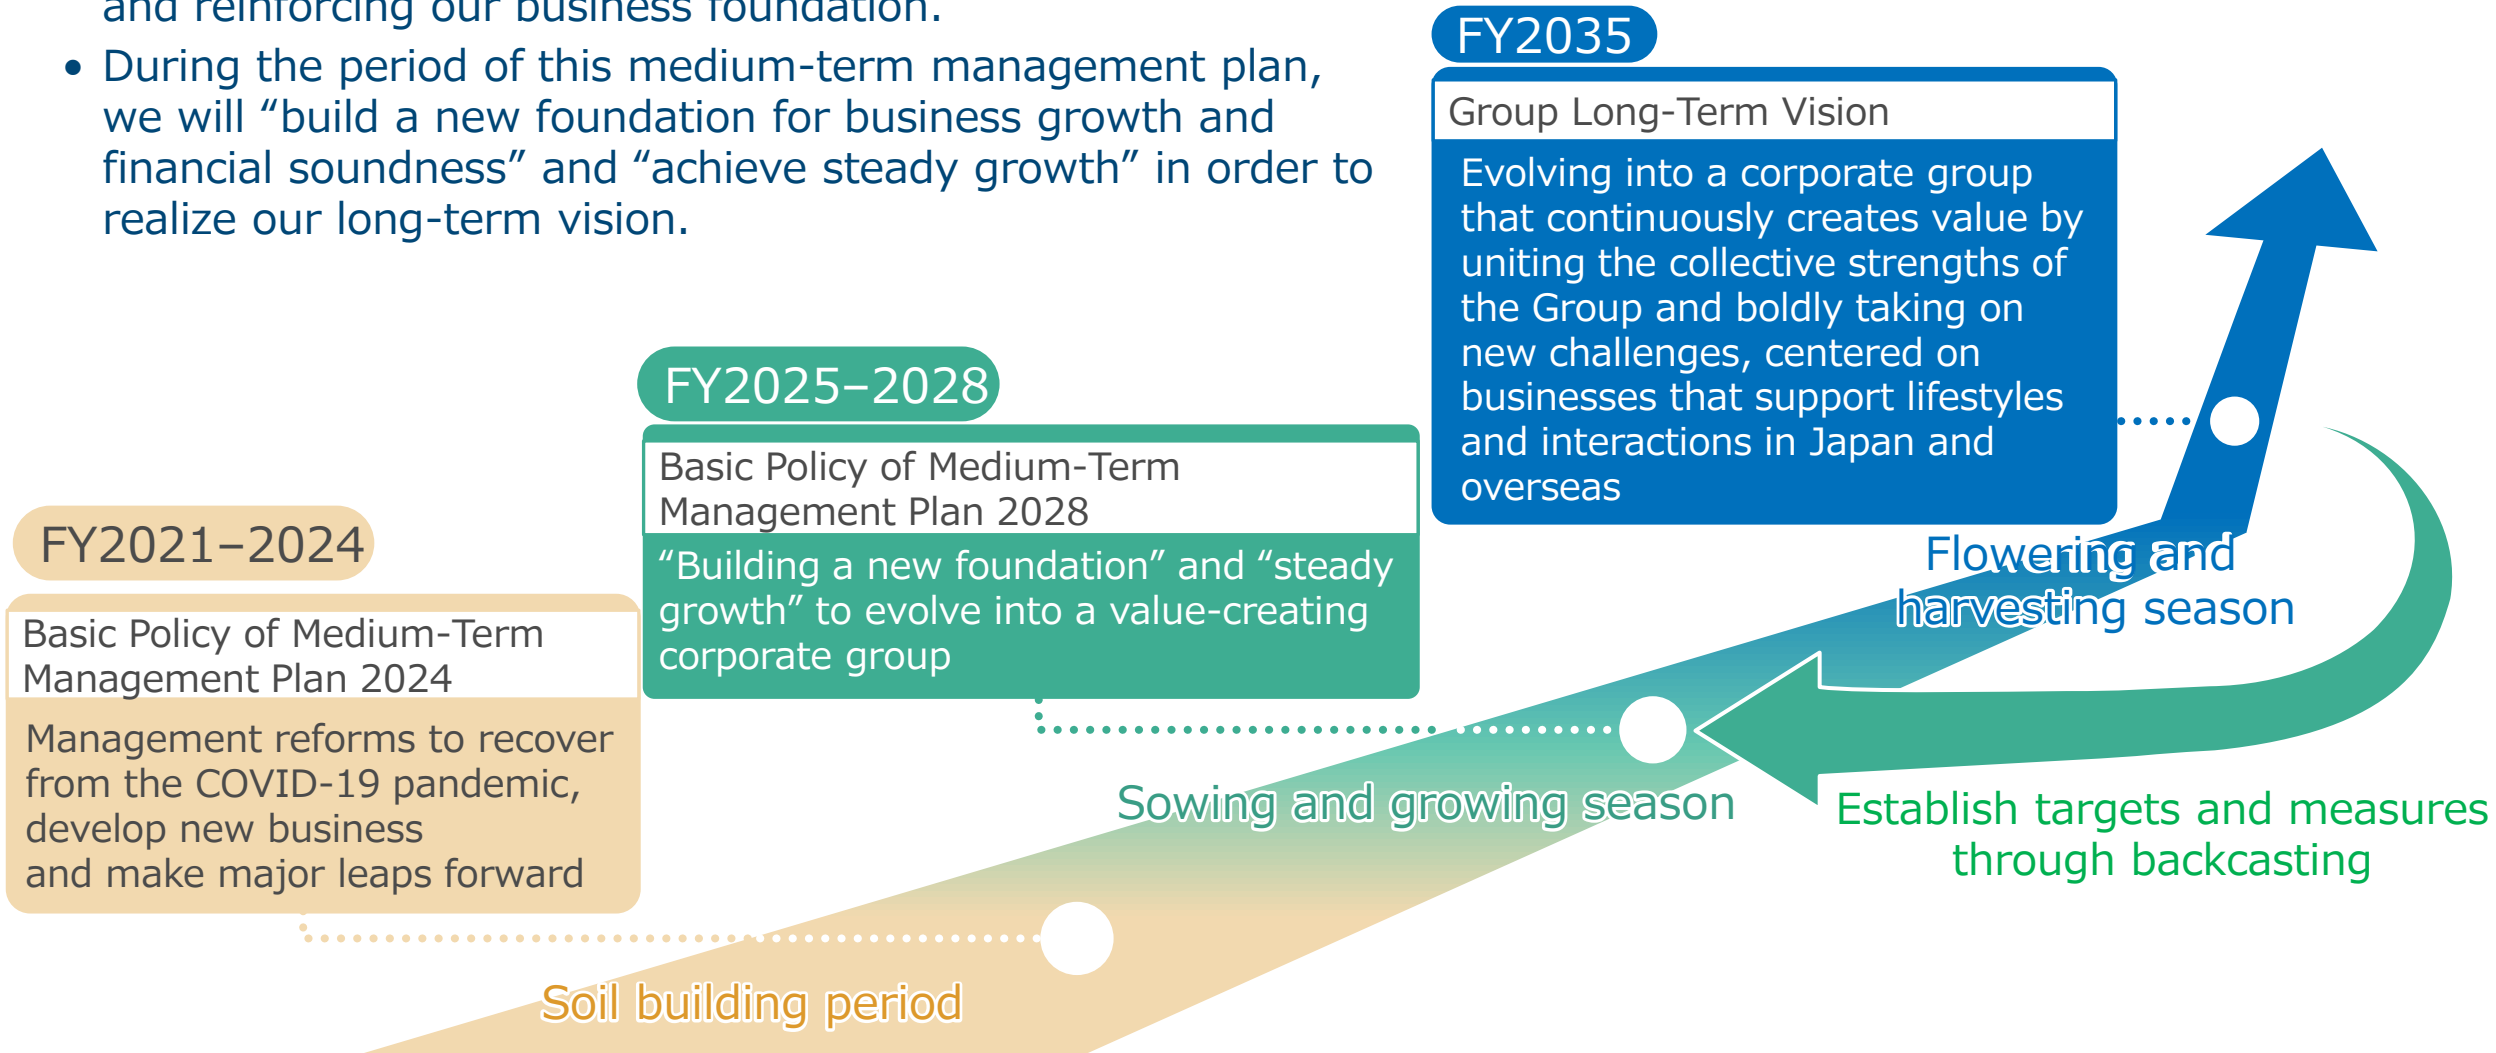 and reinforcing our business foundation.
• During the period of this medium-term management plan,
we will “build a new foundation for business growth and
financial soundness” and “achieve steady growth” in order to
realize our long-term vision.
FY2035
Group Long-Term Vision
Evolving into a corporate group
that continuously creates value by
uniting the collective strengths of
the Group and boldly taking on
new challenges, centered on
businesses that support lifestyles
and interactions in Japan and
overseas
FY2025–2028
Basic Policy of Medium-Term
Management Plan 2028
“Building a new foundation” and “steady
growth” to evolve into a value-creating
corporate group
FY2021–2024
Basic Policy of Medium-Term
Management Plan 2024
Management reforms to recover
from the COVID-19 pandemic,
develop new business
and make major leaps forward
Flowering and
harvesting season
Sowing and growing season
Establish targets and measures
through backcasting
Soil building period